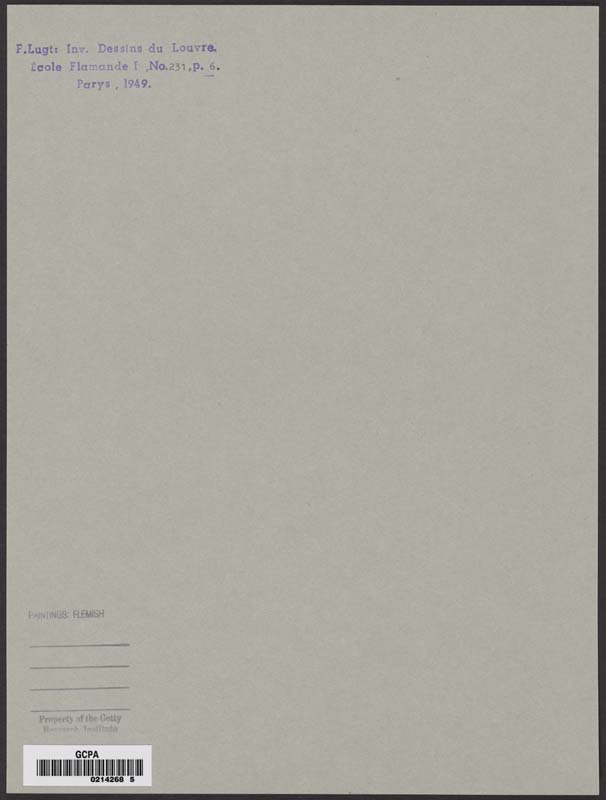 F.Lugt: Inv. Dessins du Louvre.
École Flamande I ,No.231,p. 6.
Parys , 1949.
PAINTINGS: FLEMISH
Property of the Getty
Research Institute
GCPA
0214268 5